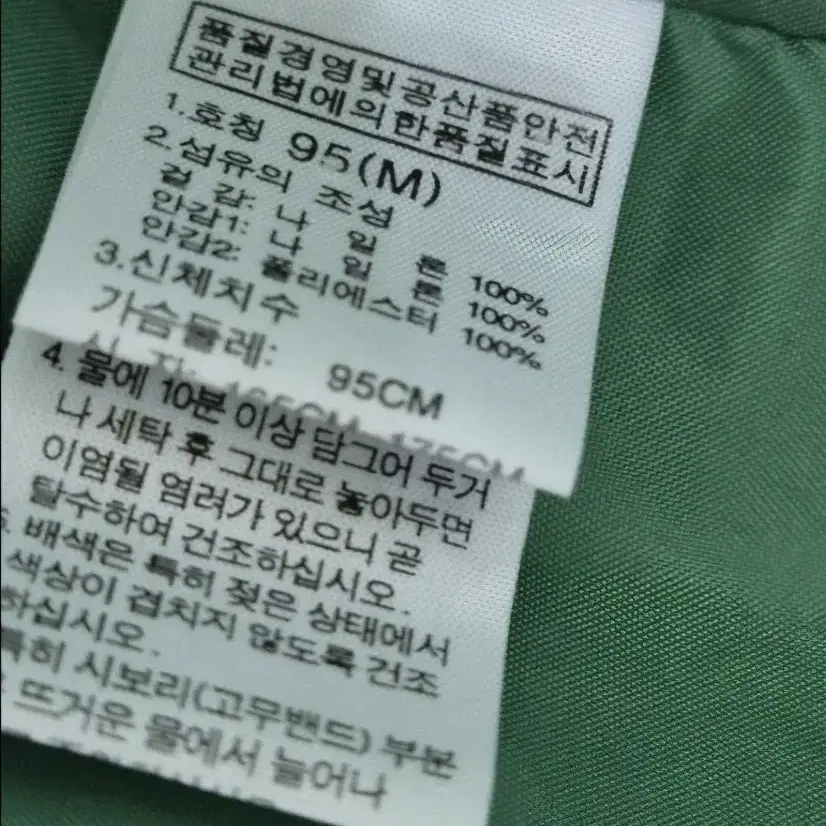 품질경영및공산품안전
관리법에의한품질표시
1.호칭 95(M)
2.섬유의 조성
겉 감: 나 일 론 100%
안감1: 나 일 론 100%
안감2: 폴리에스터 100%
3.신체치수
가슴둘레: 95CM
165CM 175CM
4. 물에 10분 이상 담그어 두거
나 세탁 후 그대로 놓아두면
이염될 염려가 있으니 곧
탈수하여 건조하십시오.
배색은 특히 젖은 상태에서
색상이 겹치지 않도록 건조
하십시오.
특히 시보리(고무밴드) 부분
뜨거운 물에서 늘어나